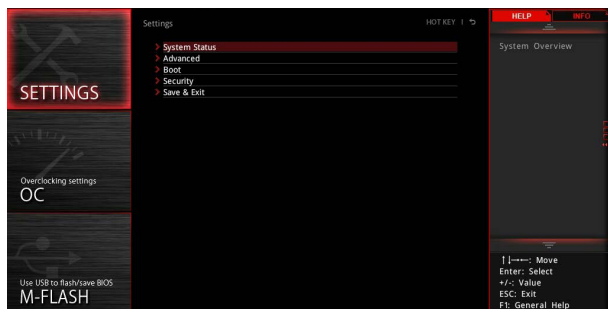 Settings
HOT KEY | ⮌
HELP
INFO
> System Status
> Advanced
> Boot
> Security
> Save & Exit
SETTINGS
Overclocking settings
OC
Use USB to flash/save BIOS
M-FLASH
System Overview
↑↓→←: Move
Enter: Select
+/-: Value
ESC: Exit
F1: General Help